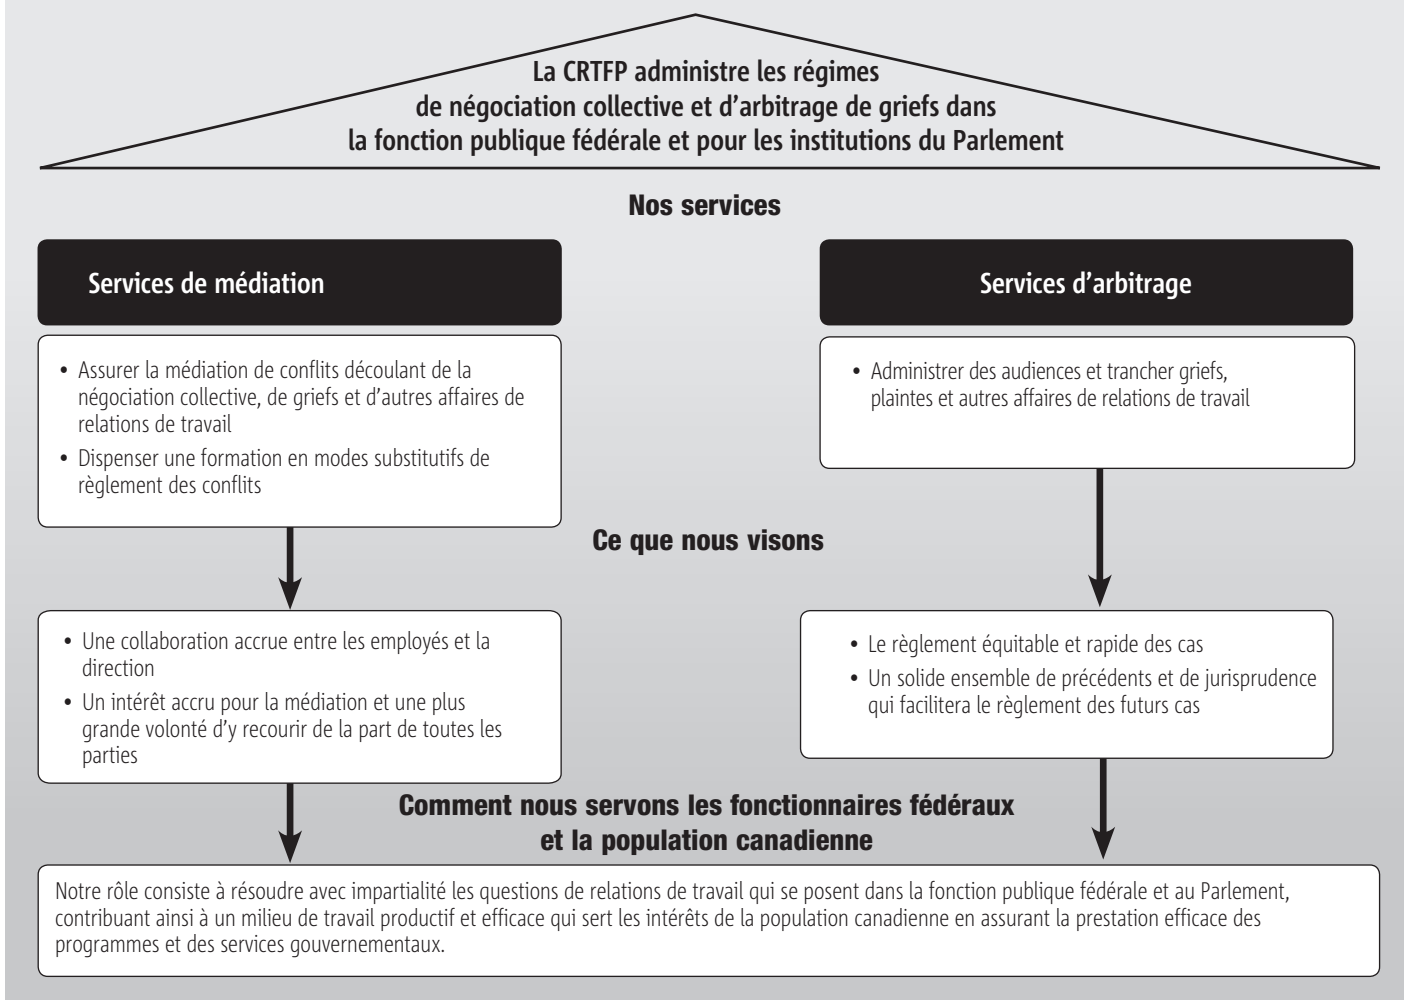 La CRTFP administre les régimes
de négociation collective et d’arbitrage de griefs dans
la fonction publique fédérale et pour les institutions du Parlement
Nos services
Services de médiation
• Assurer la médiation de conflits découlant de la
négociation collective, de griefs et d’autres affaires de
relations de travail
• Dispenser une formation en modes substitutifs de
règlement des conflits
Services d’arbitrage
• Administrer des audiences et trancher griefs,
plaintes et autres affaires de relations de travail
Ce que nous visons
• Une collaboration accrue entre les employés et la
direction
• Un intérêt accru pour la médiation et une plus
grande volonté d’y recourir de la part de toutes les
parties
• Le règlement équitable et rapide des cas
• Un solide ensemble de précédents et de jurisprudence
qui facilitera le règlement des futurs cas
Comment nous servons les fonctionnaires fédéraux
et la population canadienne
Notre rôle consiste à résoudre avec impartialité les questions de relations de travail qui se posent dans la fonction publique fédérale et au Parlement,
contribuant ainsi à un milieu de travail productif et efficace qui sert les intérêts de la population canadienne en assurant la prestation efficace des
programmes et des services gouvernementaux.